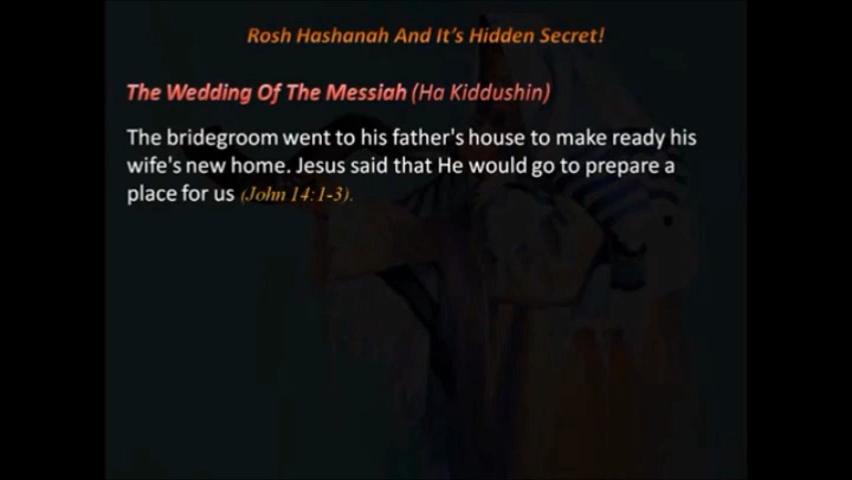 Rosh Hashanah And It's Hidden Secret!
The Wedding Of The Messiah (Ha Kiddushin)
The bridegroom went to his father's house to make ready his
wife's new home. Jesus said that He would go to prepare a
place for us (John 14:1-3).